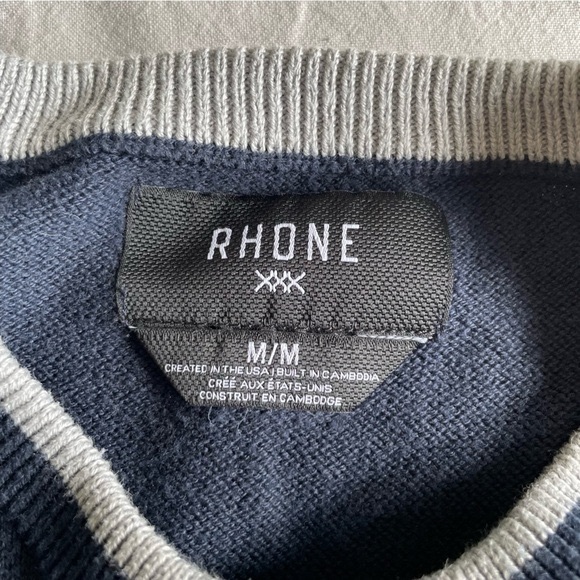 RHONE
M/M
CREATED IN THE USA | BUILT IN CAMBODIA
CRÉÉ AUX ÉTATS-UNIS
CONSTRUIT EN CAMBODGE